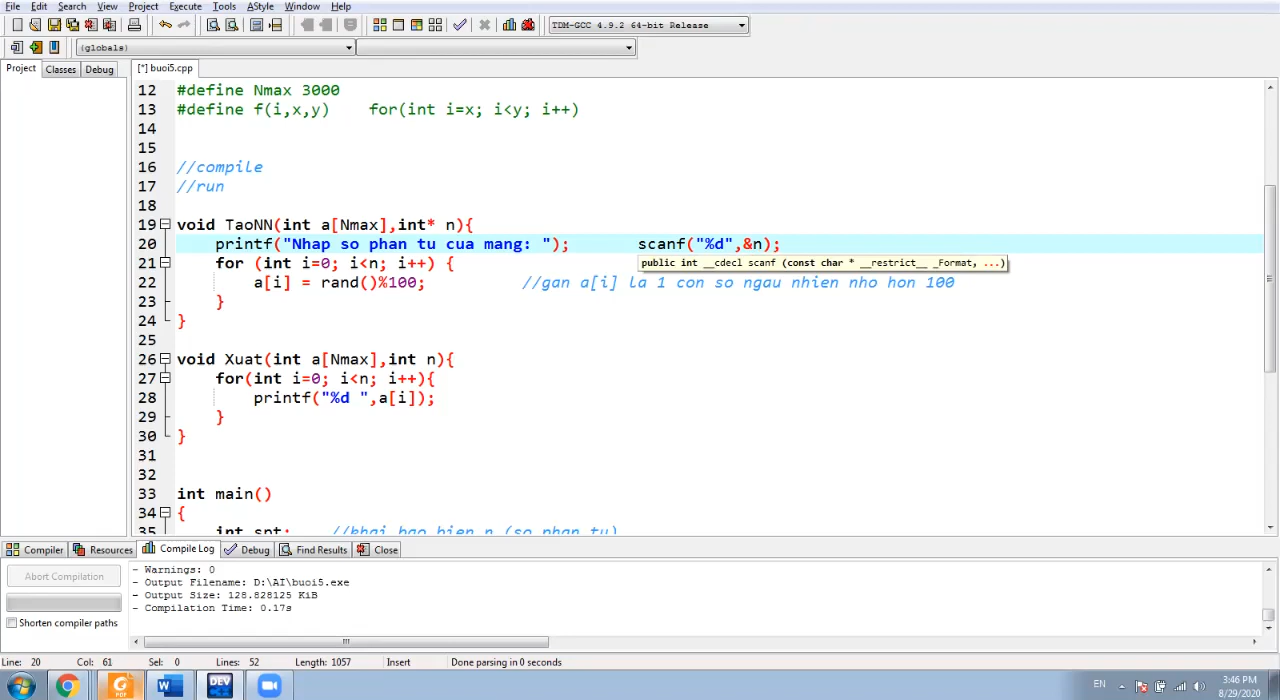 File Edit Search View Project Execute Tools AStyle Window Help
TDM-GCC 4.9.2 64-bit Release
(globals)
Project Classes Debug [*] buoi5.cpp
12 #define Nmax 3000
13 #define f(i,x,y) for(int i=x; i<y; i++)
14
15
16 //compile
17 //run
18
19 void TaoNN(int a[Nmax],int* n){
20 printf("Nhap so phan tu cua mang: "); scanf("%d",&n);
21 for (int i=0; i<n; i++) {
public int __cdecl scanf (const char * __restrict__ _Format, ...)
22 a[i] = rand()%100; //gan a[i] la 1 con so ngau nhien nho hon 100
23 }
24 }
25
26 void Xuat(int a[Nmax],int n){
27 for(int i=0; i<n; i++){
28 printf("%d ",a[i]);
29 }
30 }
31
32
33 int main()
34 {
35 int spt; //khai bao bien n (so phan tu)
Compiler Resources Compile Log Debug Find Results Close
Abort Compilation
Shorten compiler paths
- Warnings: 0
- Output Filename: D:\AI\buoi5.exe
- Output Size: 128.828125 KiB
- Compilation Time: 0.17s
Line: 20 Col: 61 Sel: 0 Lines: 52 Length: 1057 Insert Done parsing in 0 seconds
PDF W DEV
EN
3:46 PM
8/29/2020